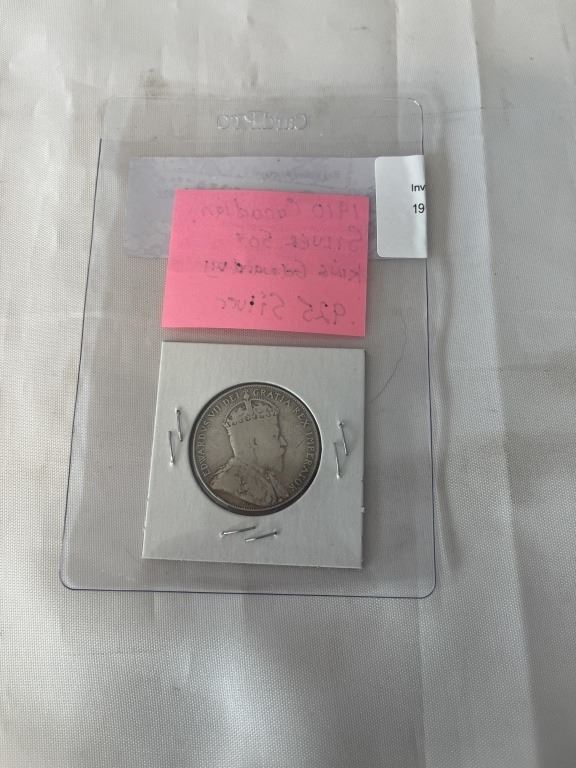 CardPro
Inv
19
1910 Canadian
SILVER 50¢
King Edward VII
.925 Silver
EDWARDVS VII DEI GRATIA REX IMPERATOR